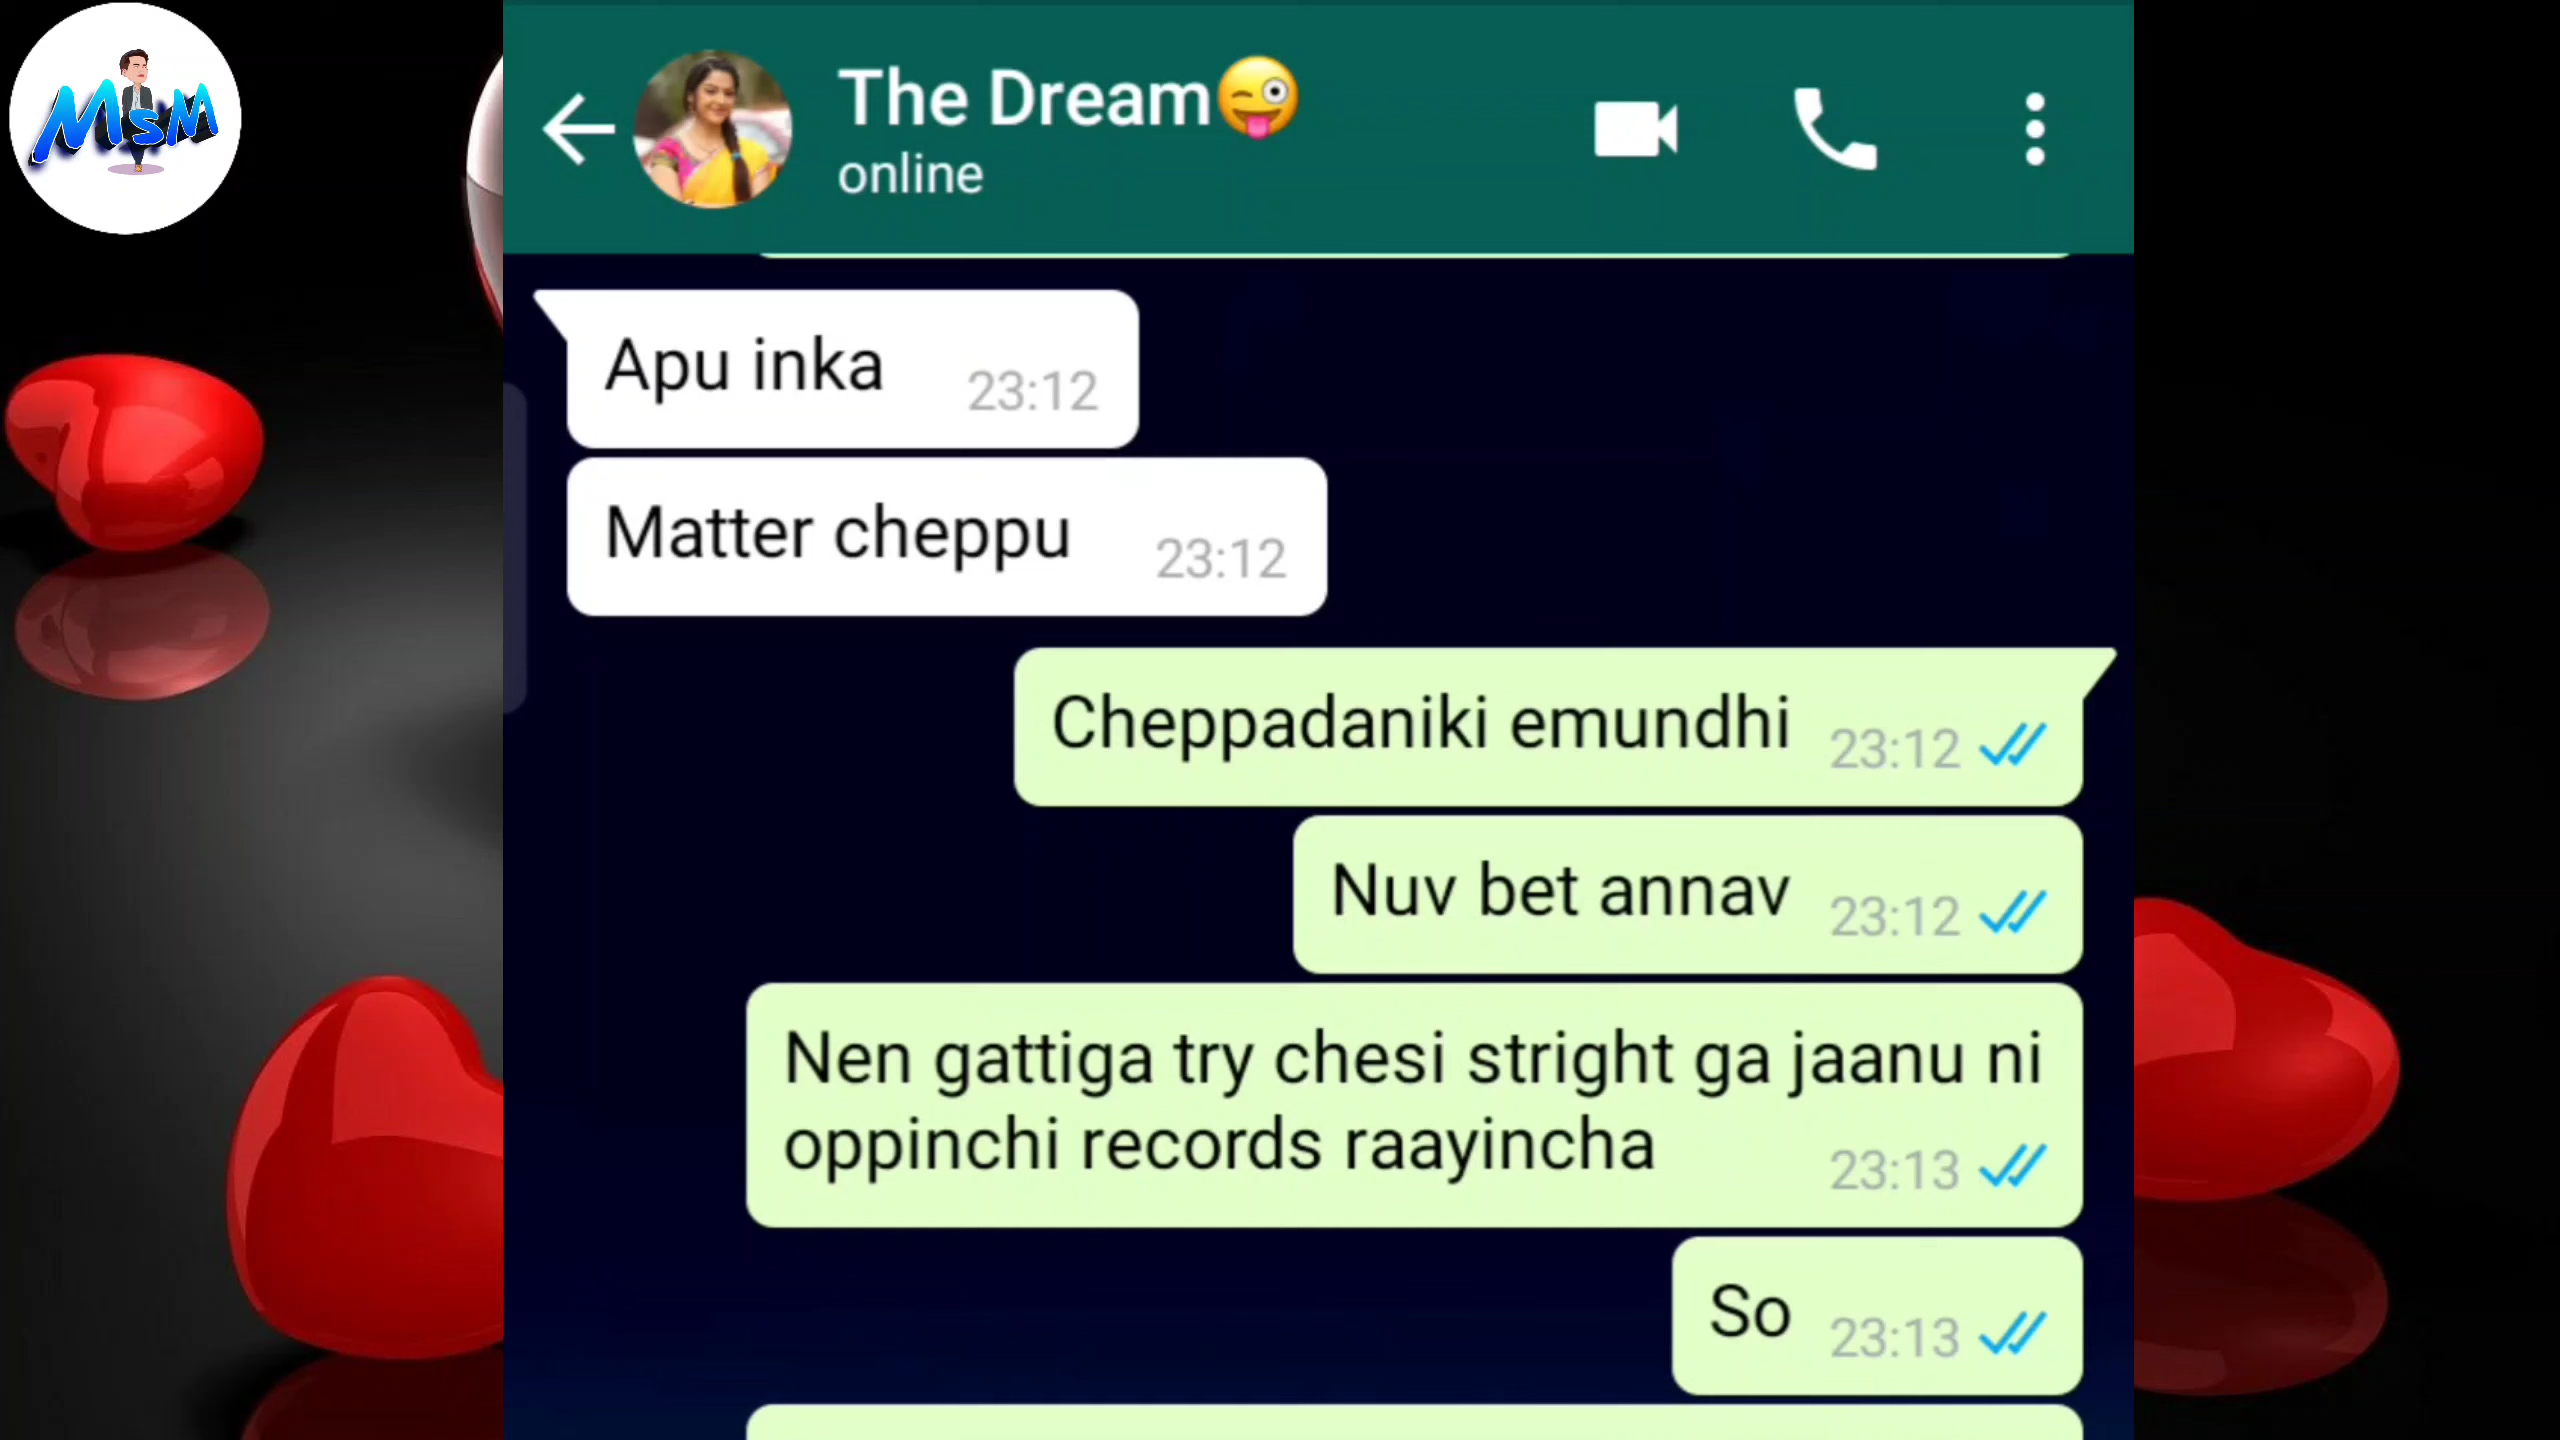 MSM
The Dream😜
online
Apu inka 23:12
Matter cheppu 23:12
Cheppadaniki emundhi 23:12
Nuv bet annav 23:12
Nen gattiga try chesi stright ga jaanu ni
oppinchi records raayincha 23:13
So 23:13